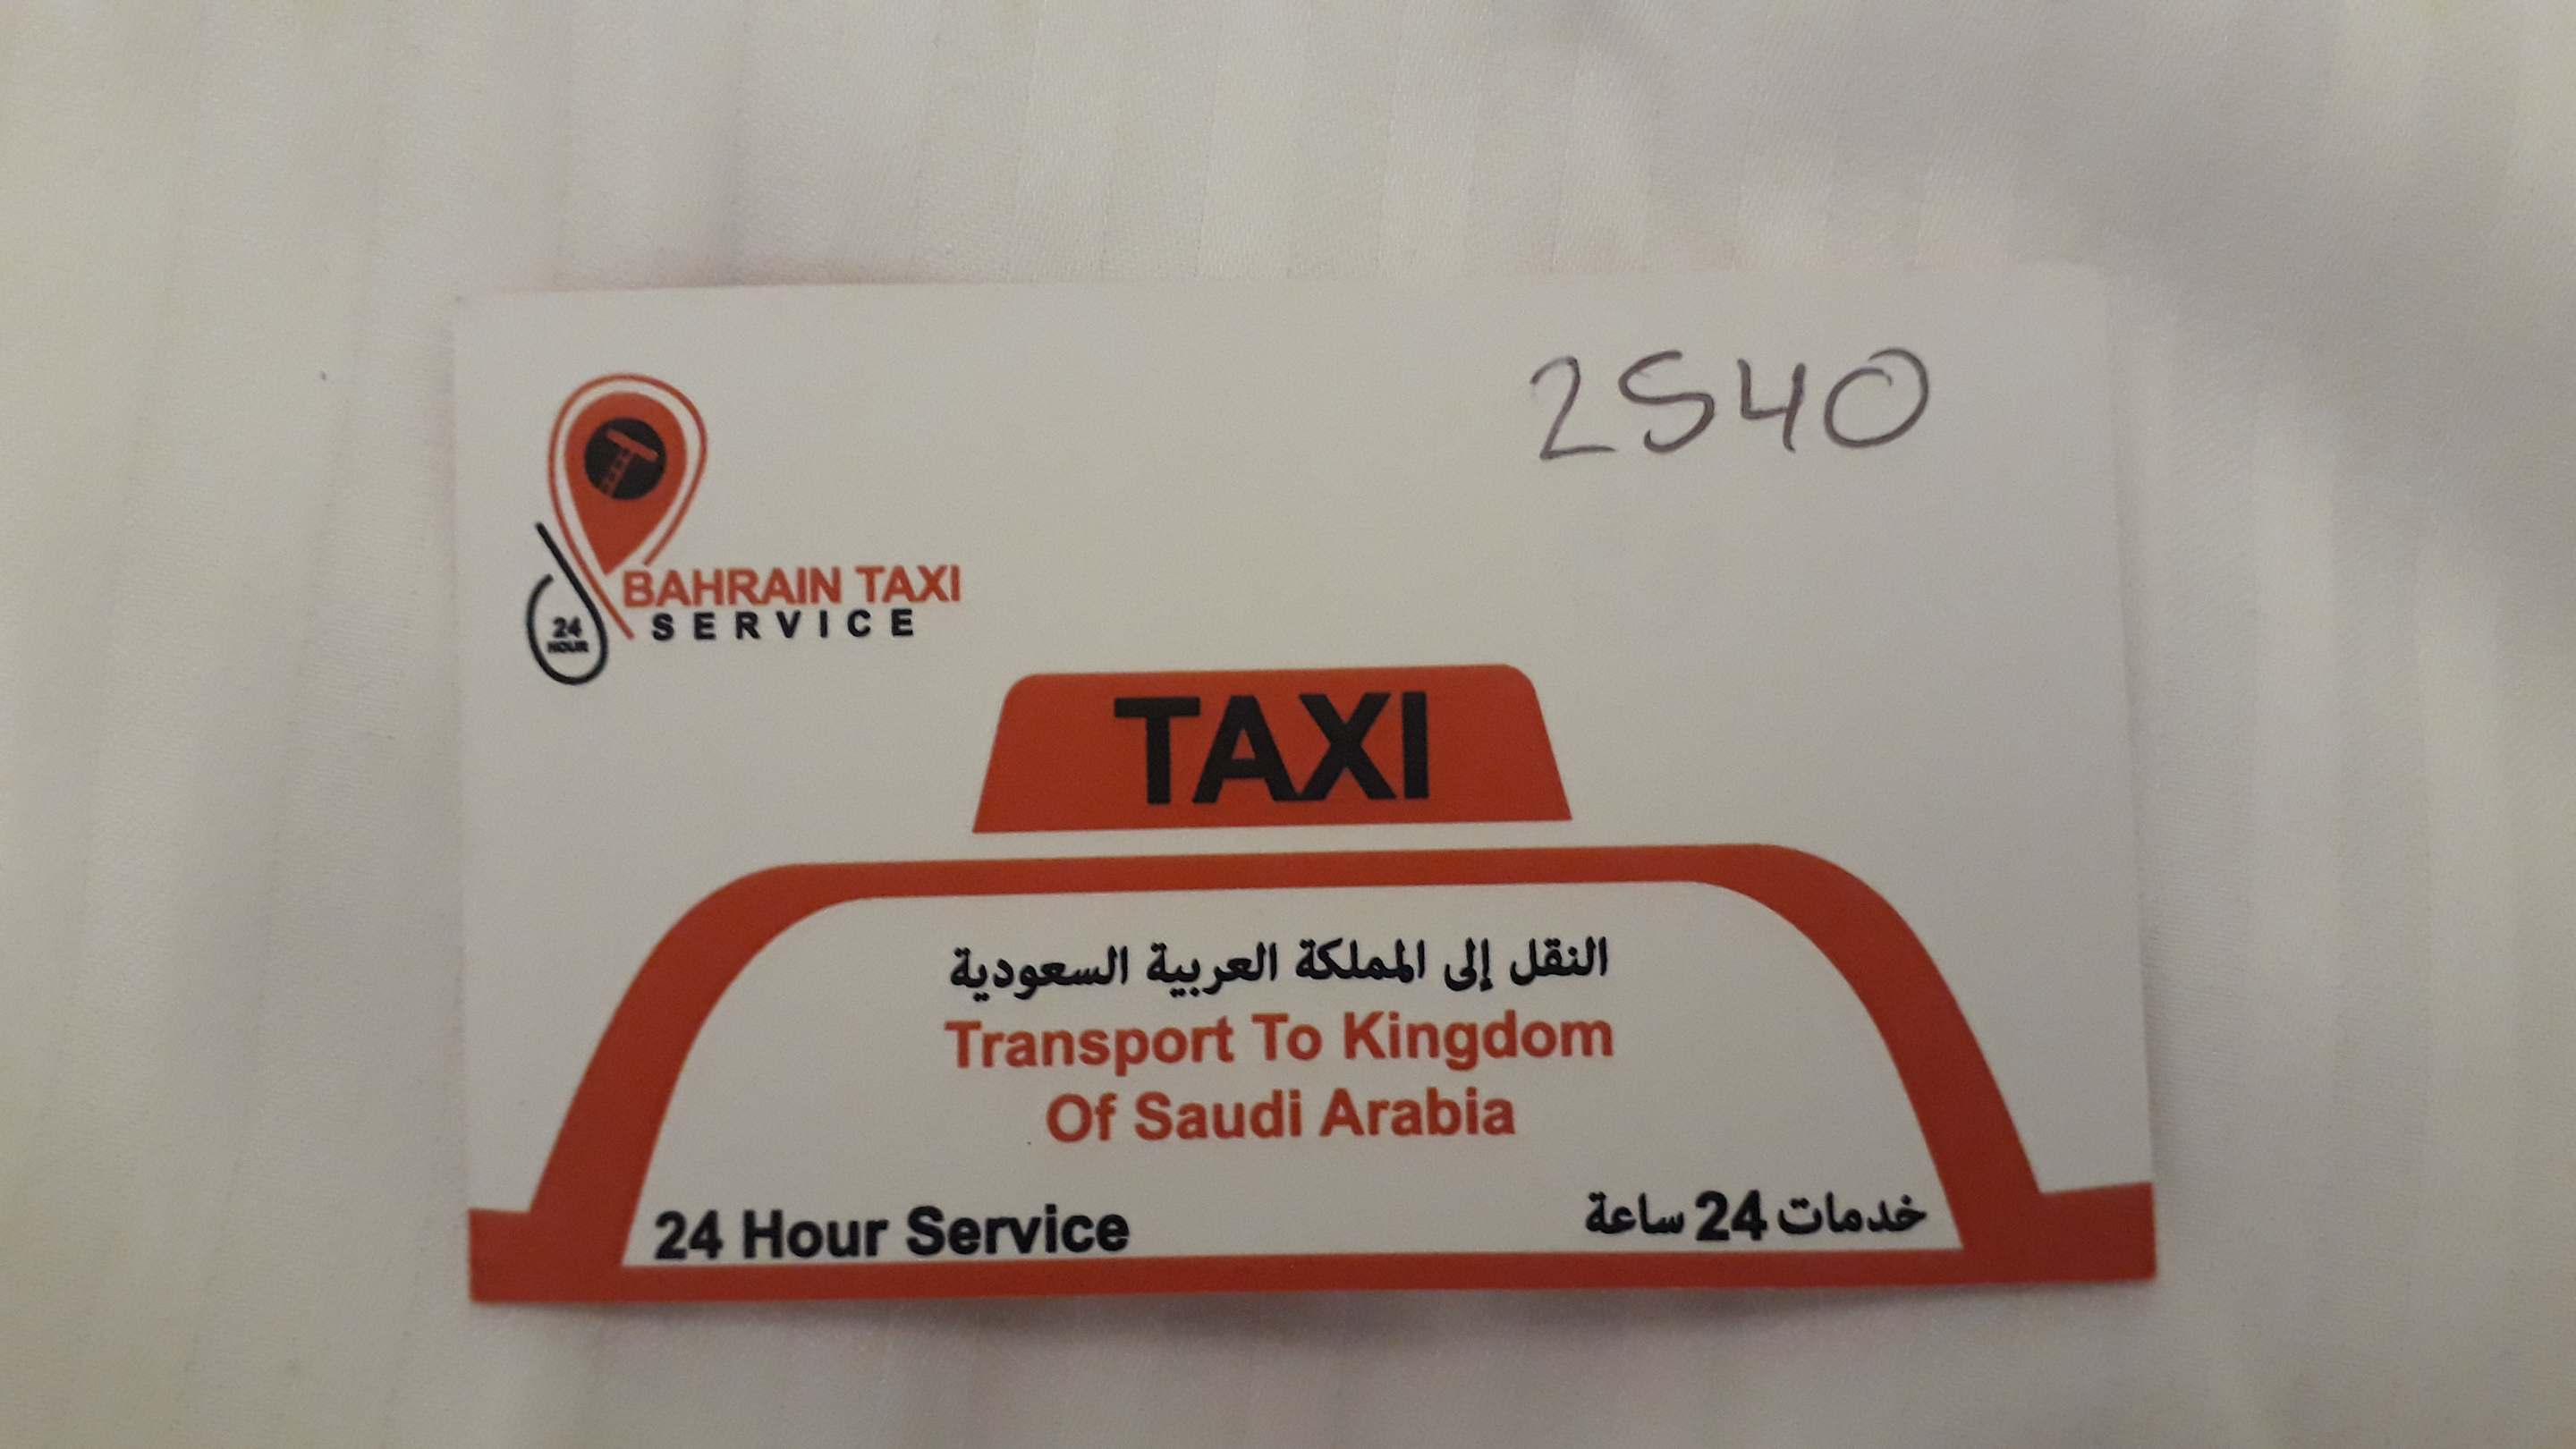 2540
BAHRAIN TAXI
SERVICE
24
HOUR
TAXI
النقل إلى المملكة العربية السعودية
Transport To Kingdom
Of Saudi Arabia
24 Hour Service
خدمات 24 ساعة